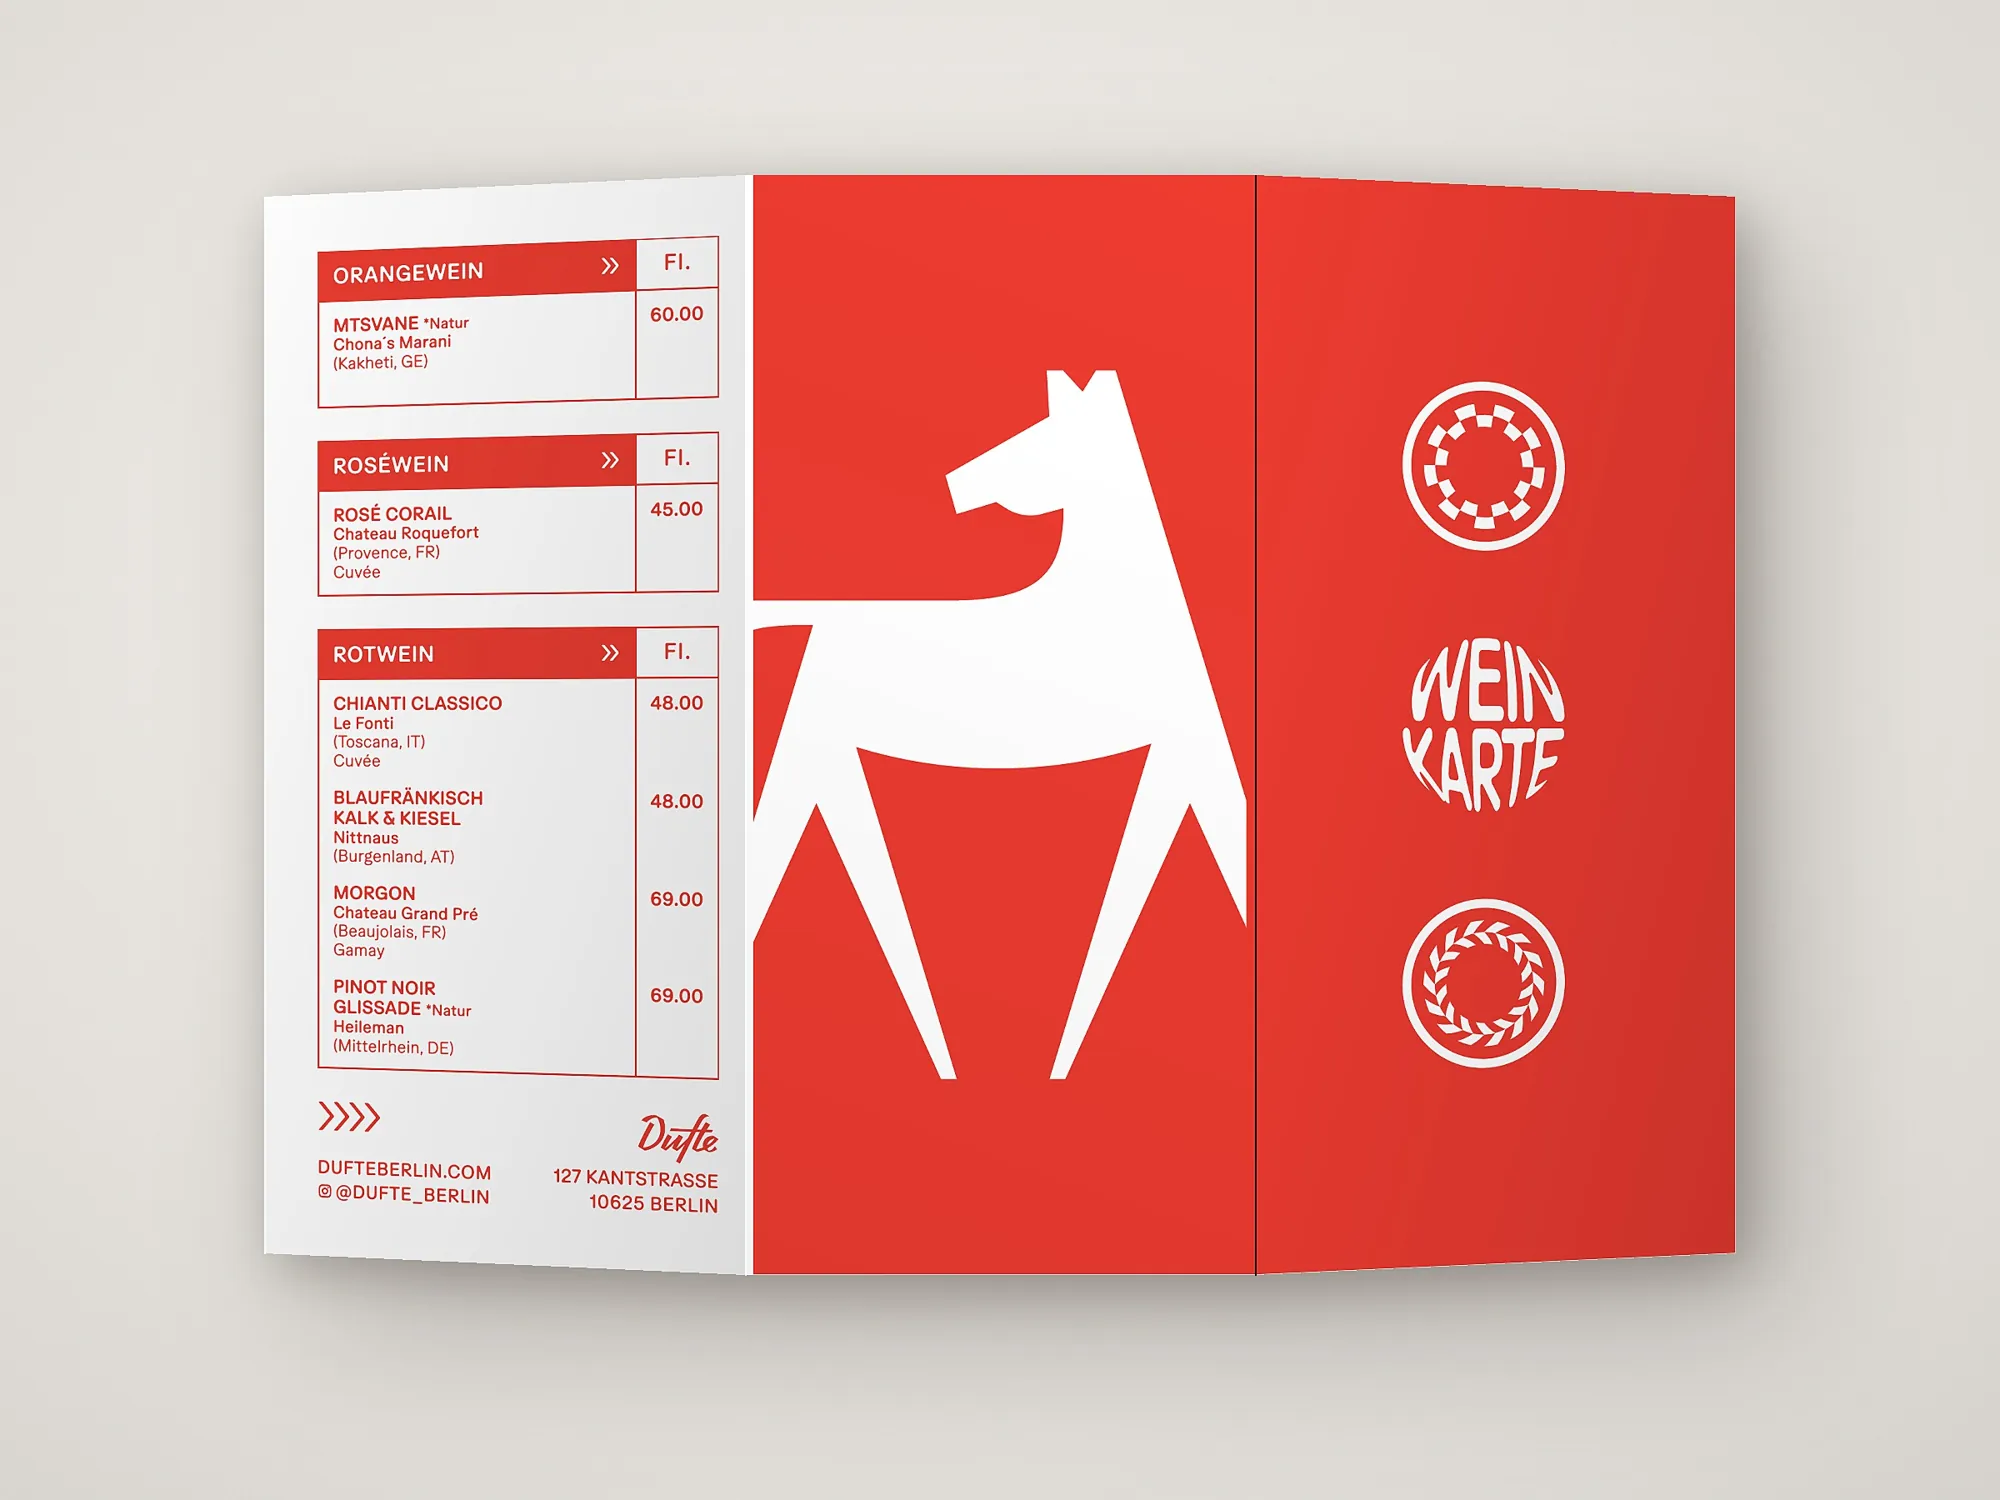 ORANGEWEIN » Fl.
MTSVANE *Natur 60.00
Chona´s Marani
(Kakheti, GE)
ROSÉWEIN » Fl.
ROSÉ CORAIL 45.00
Chateau Roquefort
(Provence, FR)
Cuvée
ROTWEIN » Fl.
CHIANTI CLASSICO 48.00
Le Fonti
(Toscana, IT)
Cuvée
BLAUFRÄNKISCH 48.00
KALK & KIESEL
Nittnaus
(Burgenland, AT)
MORGON 69.00
Chateau Grand Pré
(Beaujolais, FR)
Gamay
PINOT NOIR 69.00
GLISSADE *Natur
Heileman
(Mittelrhein, DE)
DUFTEBERLIN.COM
@DUFTE_BERLIN
Dufte
127 KANTSTRASSE
10625 BERLIN
WEIN
KARTE